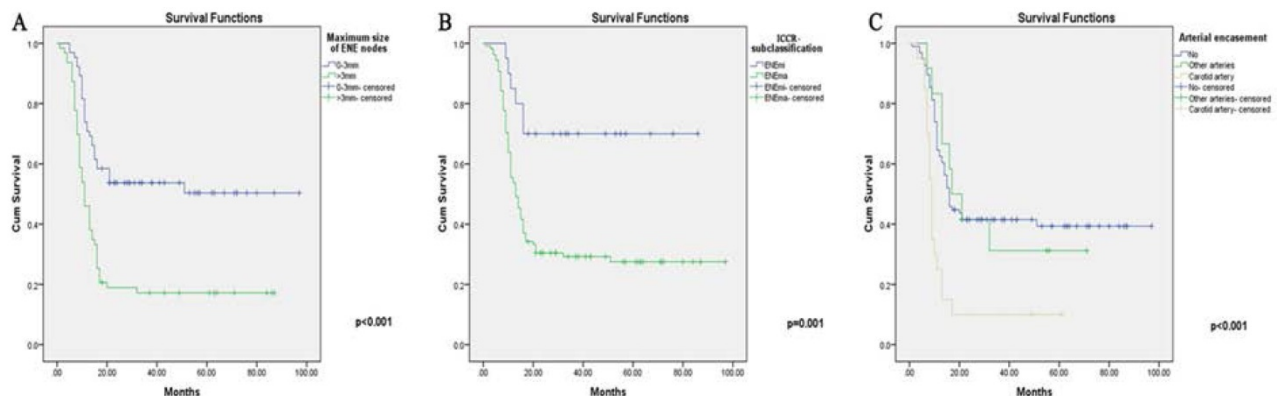 A
Survival Functions
Maximum size
of ENE nodes
0-3mm
>3mm
0-3mm- censored
>3mm- censored
Cum Survival
1.0
0.8
0.6
0.4
0.2
0.0
.00 20.00 40.00 60.00 80.00 100.00
Months
p<0.001
B
Survival Functions
ICCR-
subclassification
ENEmi
ENEma
ENEmi- censored
ENEma- censored
Cum Survival
1.0
0.8
0.6
0.4
0.2
0.0
.00 20.00 40.00 60.00 80.00 100.00
Months
p=0.001
C
Survival Functions
Arterial encasement
No
Other arteries
Carotid artery
No- censored
Other arteries- censored
Carotid artery- censored
Cum Survival
1.0
0.8
0.6
0.4
0.2
0.0
.00 20.00 40.00 60.00 80.00 100.00
Months
p<0.001